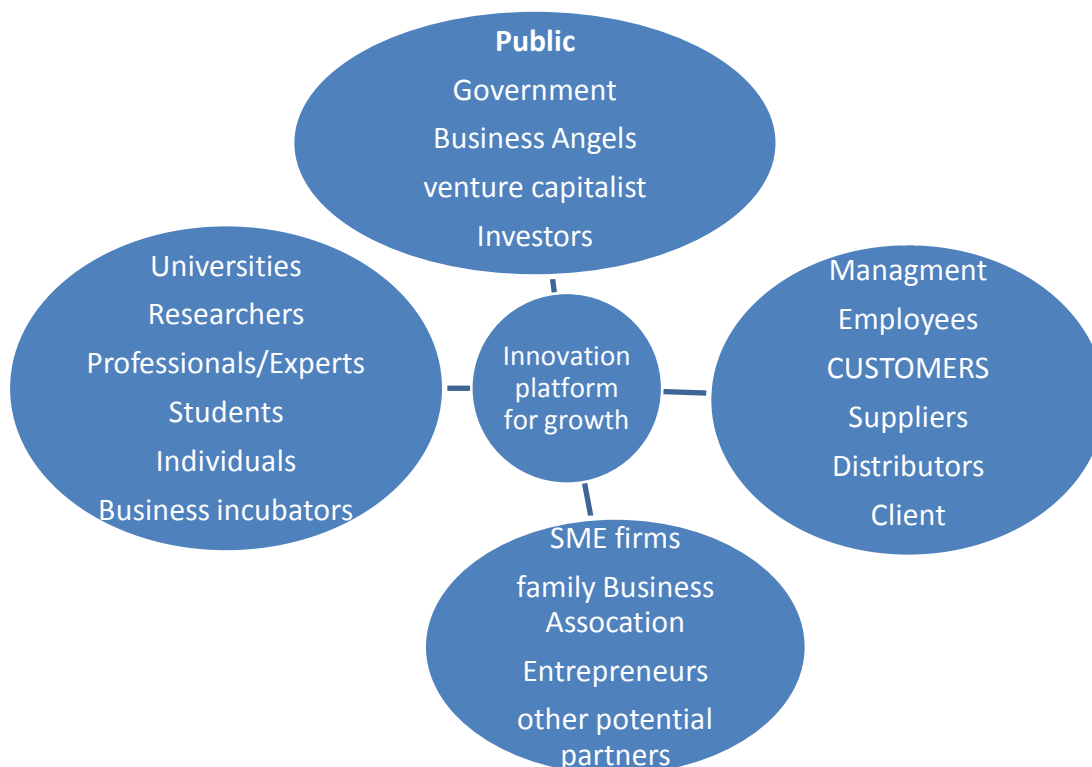 Public
Government
Business Angels
venture capitalist
Investors
Universities
Researchers
Professionals/Experts
Students
Individuals
Business incubators
Innovation
platform
for growth
Managment
Employees
CUSTOMERS
Suppliers
Distributors
Client
SME firms
family Business
Assocation
Entrepreneurs
other potential
partners